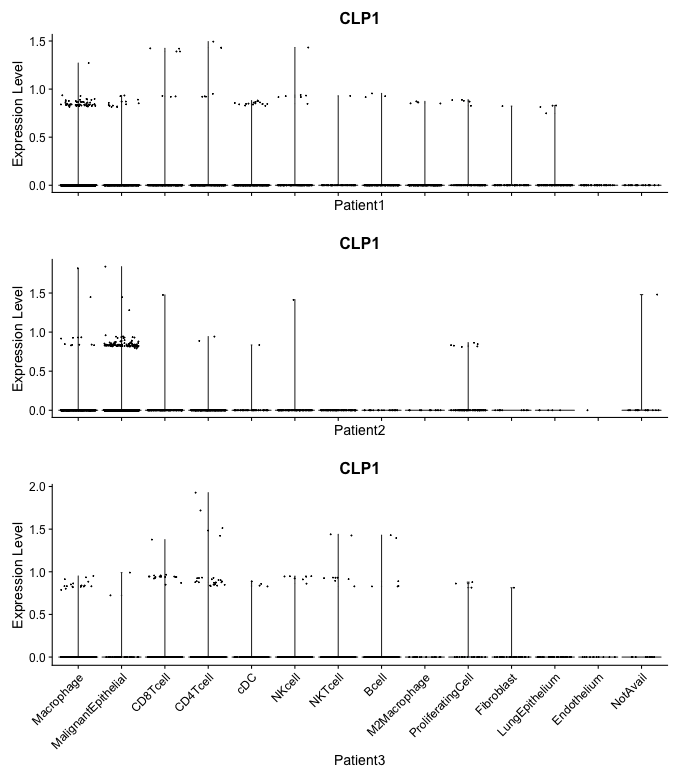 CLP1
Expression Level
1.5
1.0
0.5
0.0
Patient1
CLP1
Expression Level
1.5
1.0
0.5
0.0
Patient2
CLP1
Expression Level
2.0
1.5
1.0
0.5
0.0
Macrophage
MalignantEpithelial
CD8Tcell
CD4Tcell
cDC
NKcell
NKTcell
Bcell
M2Macrophage
ProliferatingCell
Fibroblast
LungEpithelium
Endothelium
NotAvail
Patient3